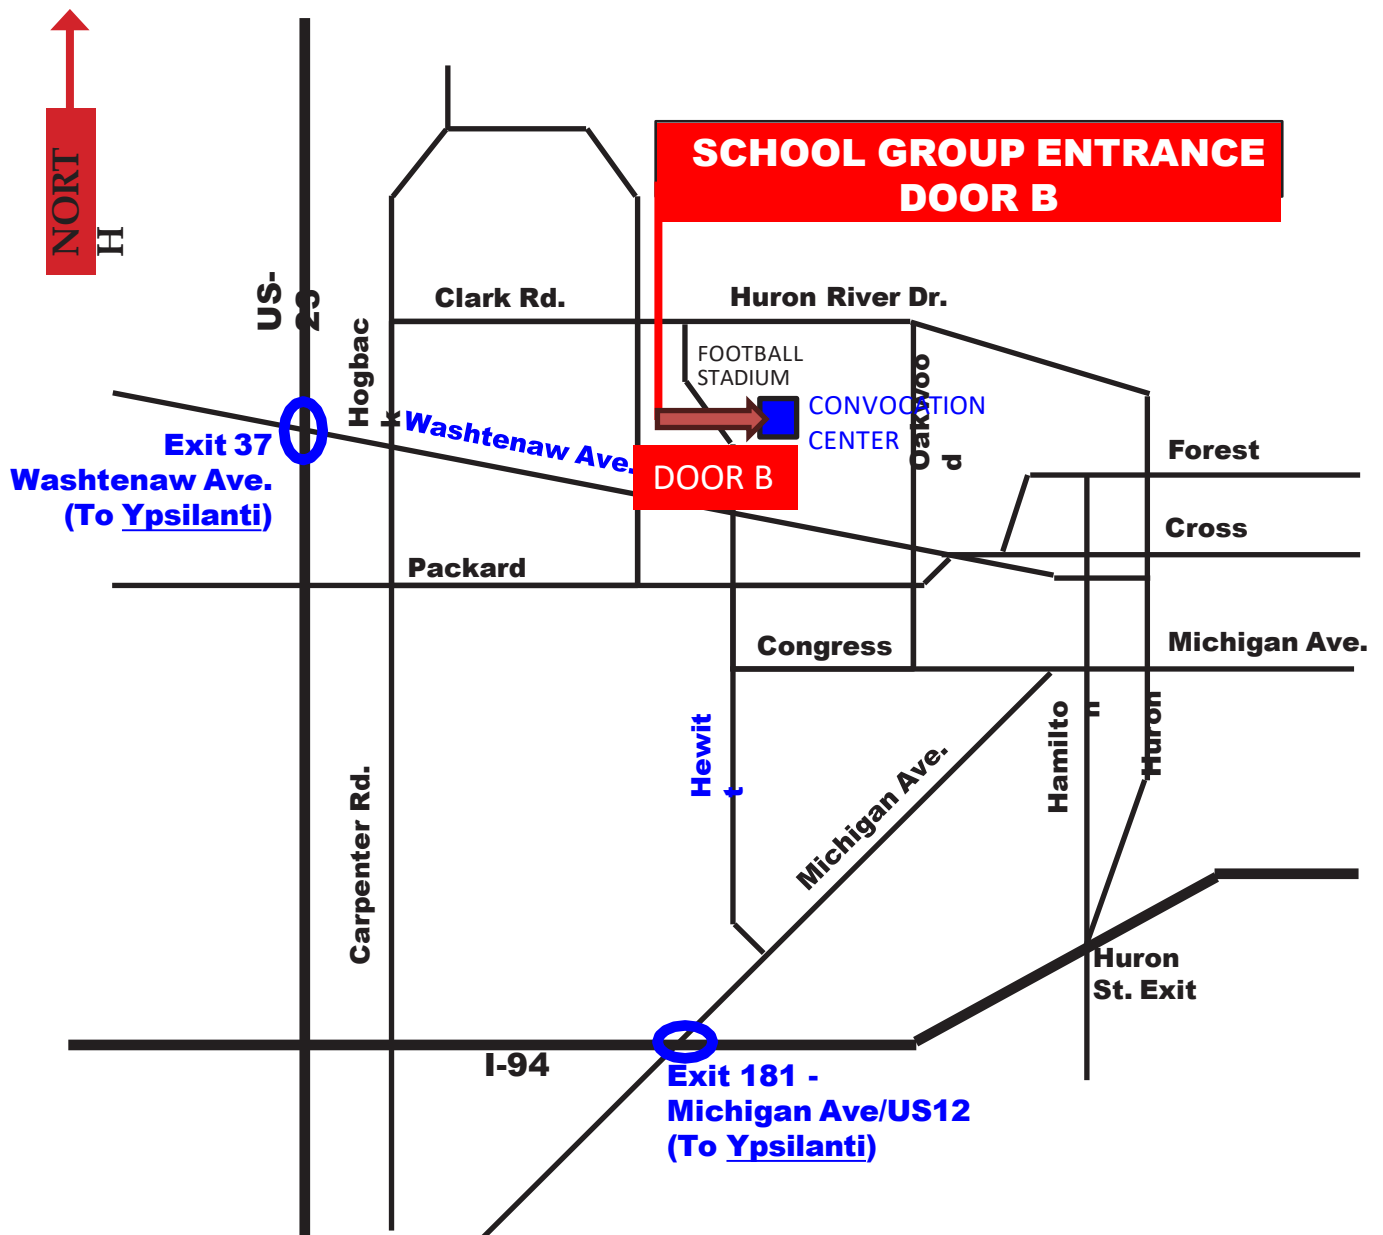 NORT
H
SCHOOL GROUP ENTRANCE
DOOR B
US-
23
Clark Rd.
Huron River Dr.
Hogbac
k
FOOTBALL
STADIUM
Oakwoo
d
CONVOCATION
CENTER
Washtenaw Ave.
Exit 37
Washtenaw Ave.
(To Ypsilanti)
DOOR B
Forest
Cross
Packard
Congress
Michigan Ave.
Hewit
t
Michigan Ave.
Hamilto
n
Huron
Carpenter Rd.
Huron
St. Exit
I-94
Exit 181 -
Michigan Ave/US12
(To Ypsilanti)